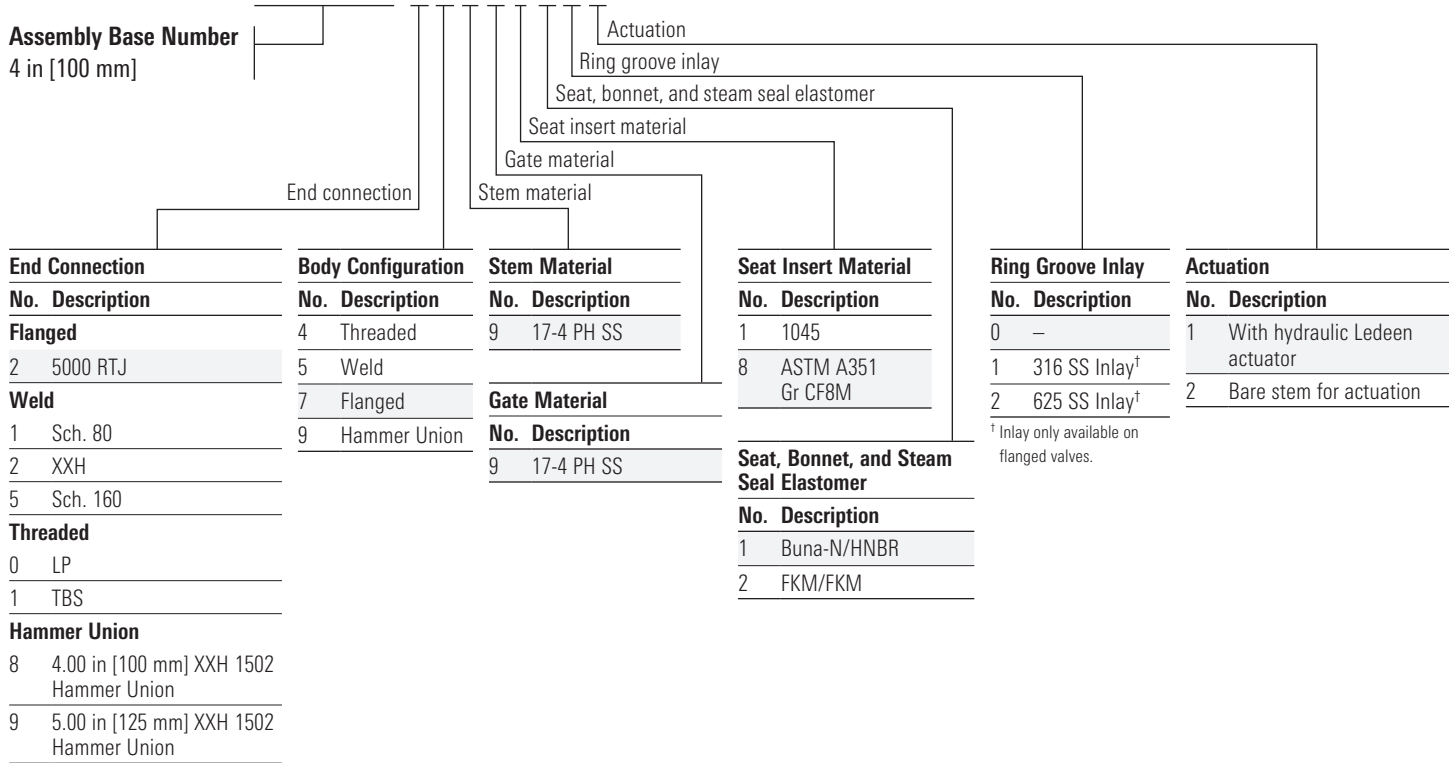 Assembly Base Number
4 in [100 mm]
Actuation
Ring groove inlay
Seat, bonnet, and steam seal elastomer
Seat insert material
Gate material
End connection
Stem material
End Connection
No. Description
Flanged
2 5000 RTJ
Weld
1 Sch. 80
2 XXH
5 Sch. 160
Threaded
0 LP
1 TBS
Hammer Union
8 4.00 in [100 mm] XXH 1502
Hammer Union
9 5.00 in [125 mm] XXH 1502
Hammer Union
Body Configuration
No. Description
4 Threaded
5 Weld
7 Flanged
9 Hammer Union
Stem Material
No. Description
9 17-4 PH SS
Gate Material
No. Description
9 17-4 PH SS
Seat Insert Material
No. Description
1 1045
8 ASTM A351
Gr CF8M
Seat, Bonnet, and Steam
Seal Elastomer
No. Description
1 Buna-N/HNBR
2 FKM/FKM
Ring Groove Inlay
No. Description
0 –
1 316 SS Inlay†
2 625 SS Inlay†
† Inlay only available on
flanged valves.
Actuation
No. Description
1 With hydraulic Ledeen
actuator
2 Bare stem for actuation